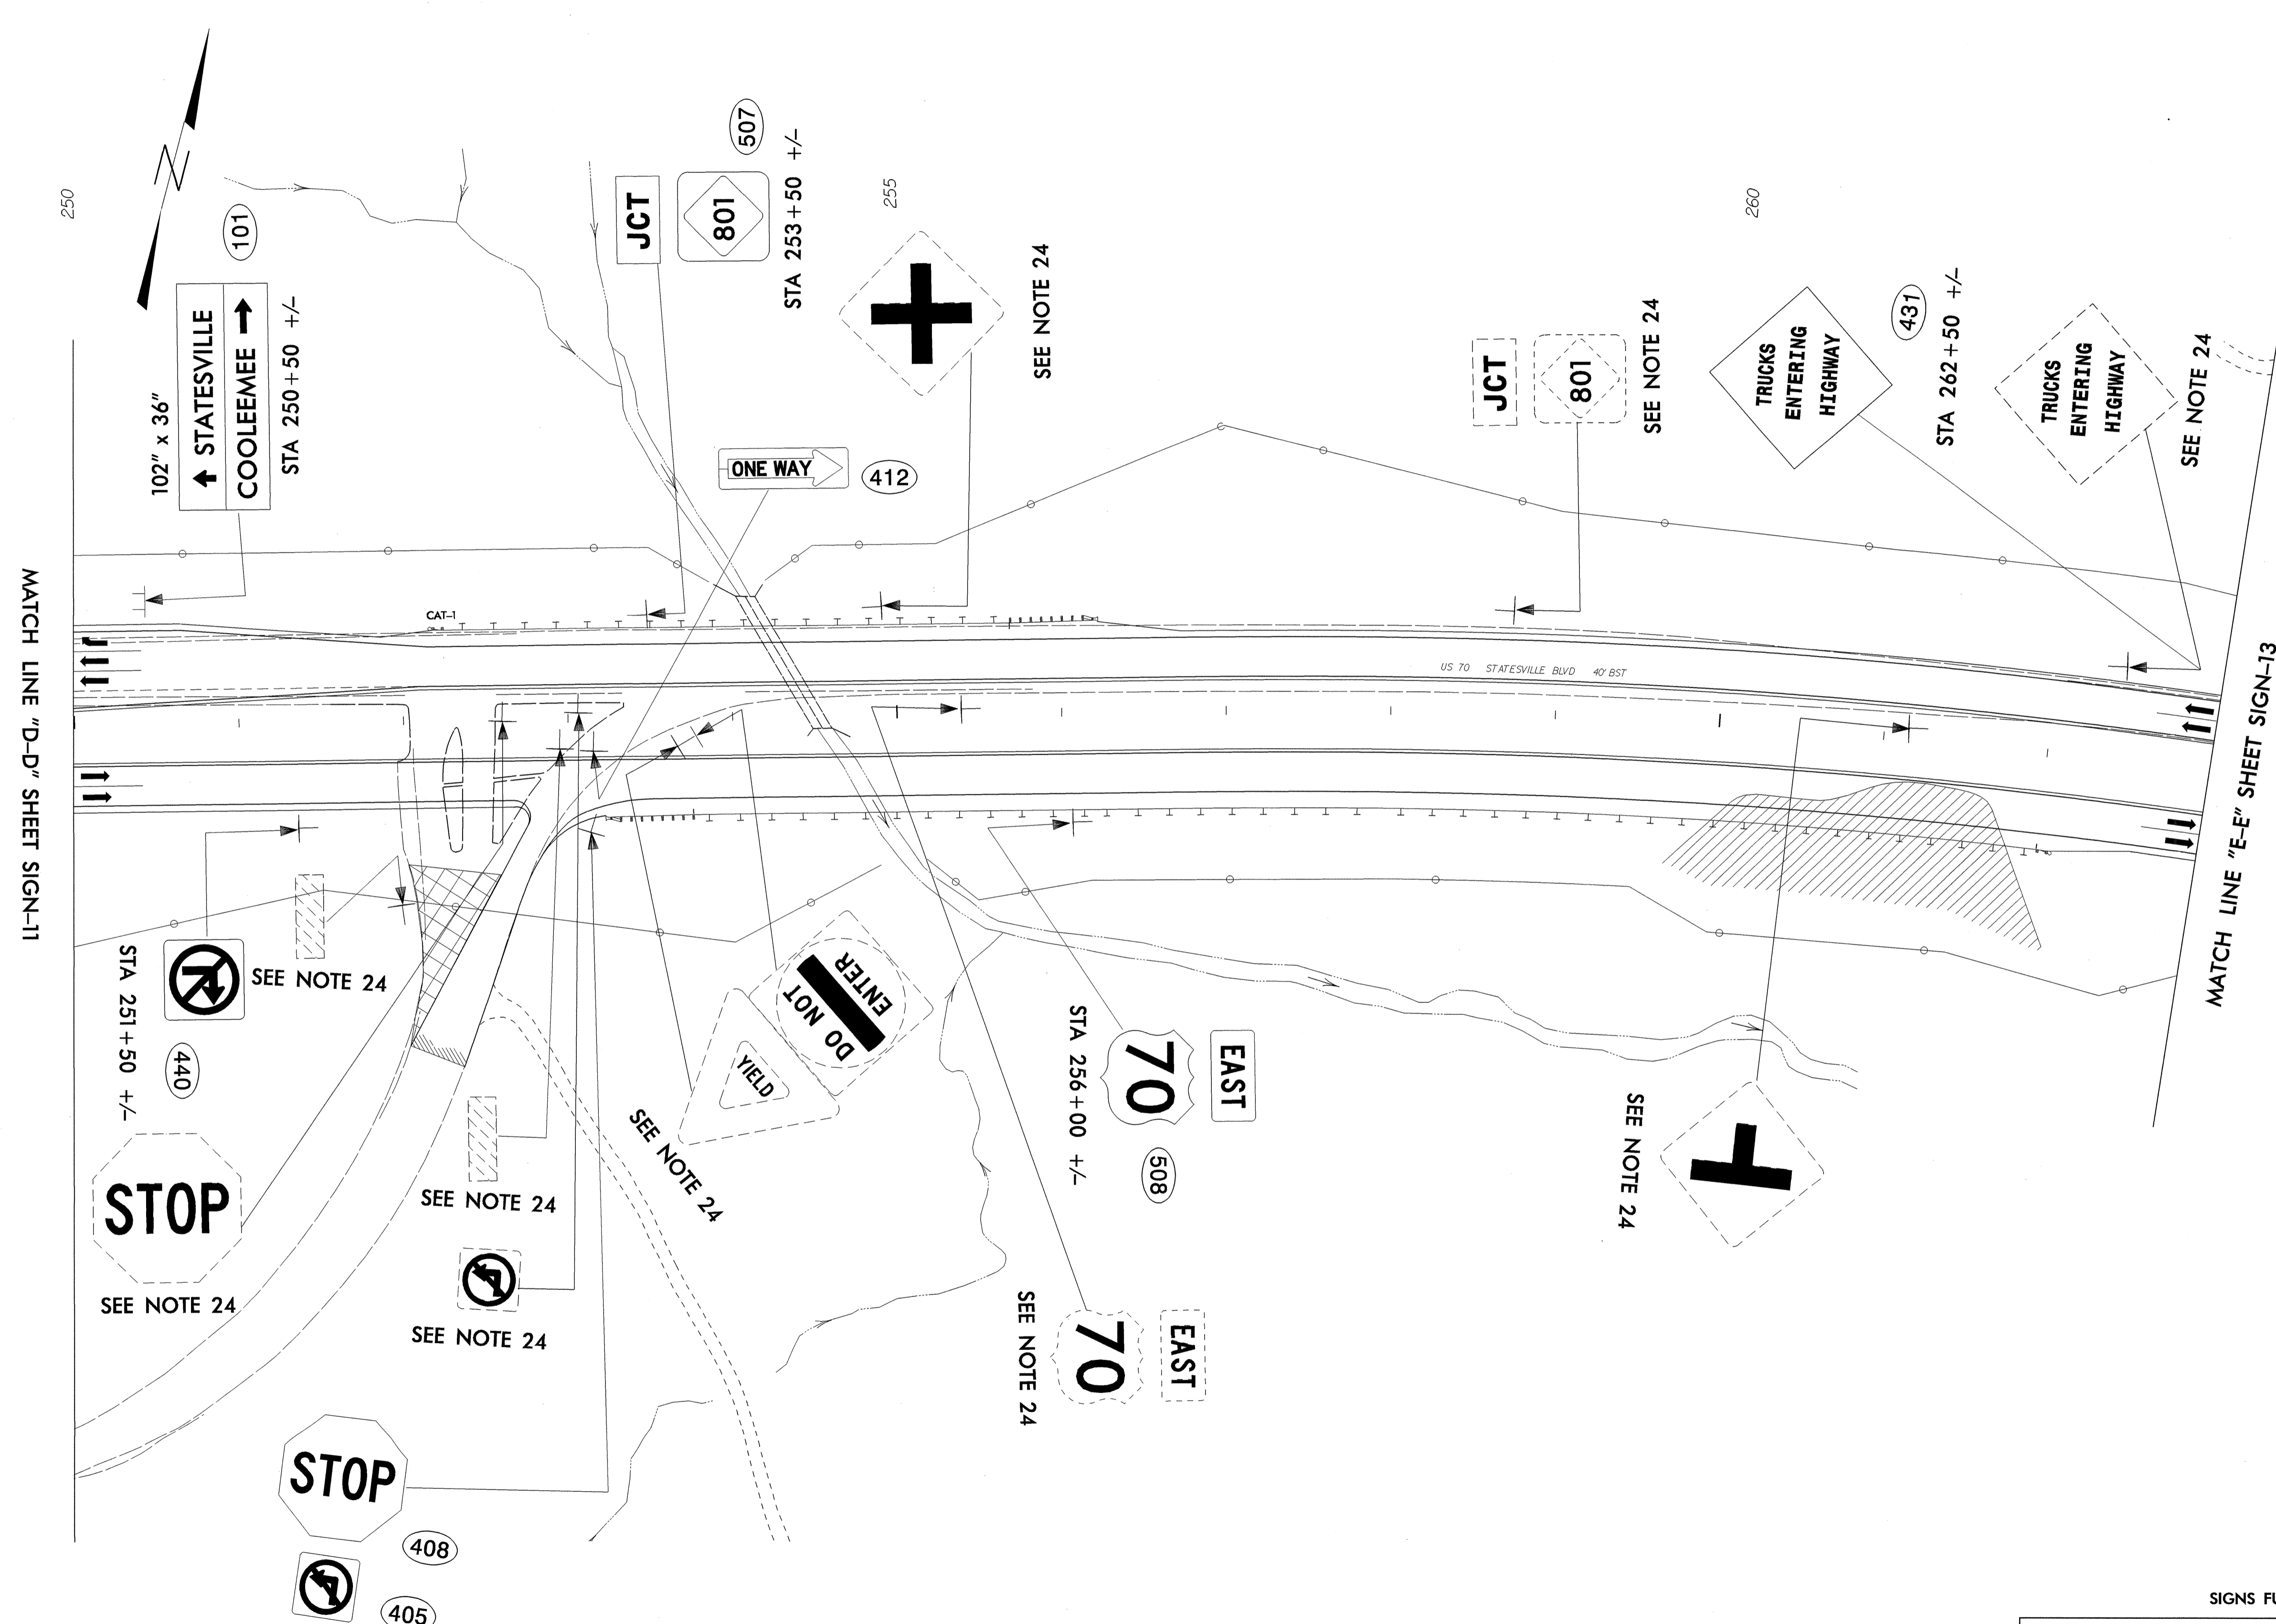 250
255
260
507
JCT
801
STA 253+50 +/-
101
102" x 36"
STATESVILLE
COOLEEMEE
STA 250+50 +/-
SEE NOTE 24
ONE WAY
412
JCT
801
SEE NOTE 24
TRUCKS
ENTERING
HIGHWAY
431
STA 262+50 +/-
TRUCKS
ENTERING
HIGHWAY
SEE NOTE 24
CAT-1
US 70 STATESVILLE BLVD 40' BST
MATCH LINE "D-D" SHEET SIGN-11
MATCH LINE "E-E" SHEET SIGN-13
STA 251+50 +/-
440
SEE NOTE 24
STOP
SEE NOTE 24
SEE NOTE 24
SEE NOTE 24
DO NOT
ENTER
YIELD
SEE NOTE 24
EAST
70
STA 256+00 +/-
508
EAST
70
SEE NOTE 24
SEE NOTE 24
STOP
408
405
SIGNS FU